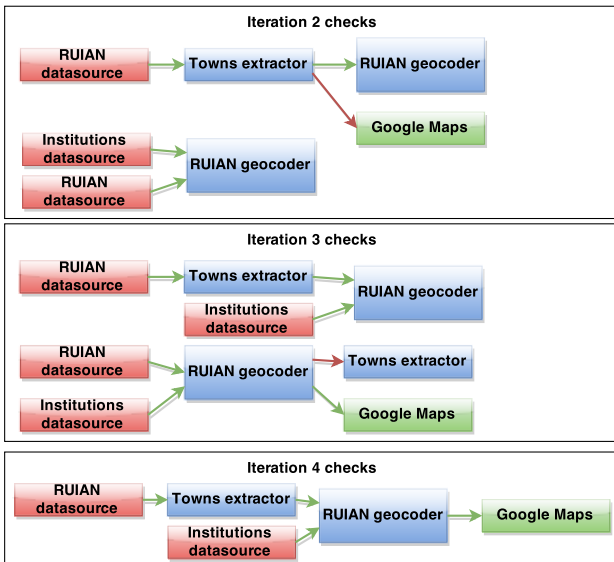 Iteration 2 checks
RUIAN
datasource
Towns extractor
RUIAN geocoder
Google Maps
Institutions
datasource
RUIAN
datasource
RUIAN geocoder
Iteration 3 checks
RUIAN
datasource
Towns extractor
RUIAN geocoder
Institutions
datasource
RUIAN
datasource
RUIAN geocoder
Towns extractor
Institutions
datasource
Google Maps
Iteration 4 checks
RUIAN
datasource
Towns extractor
RUIAN geocoder
Google Maps
Institutions
datasource